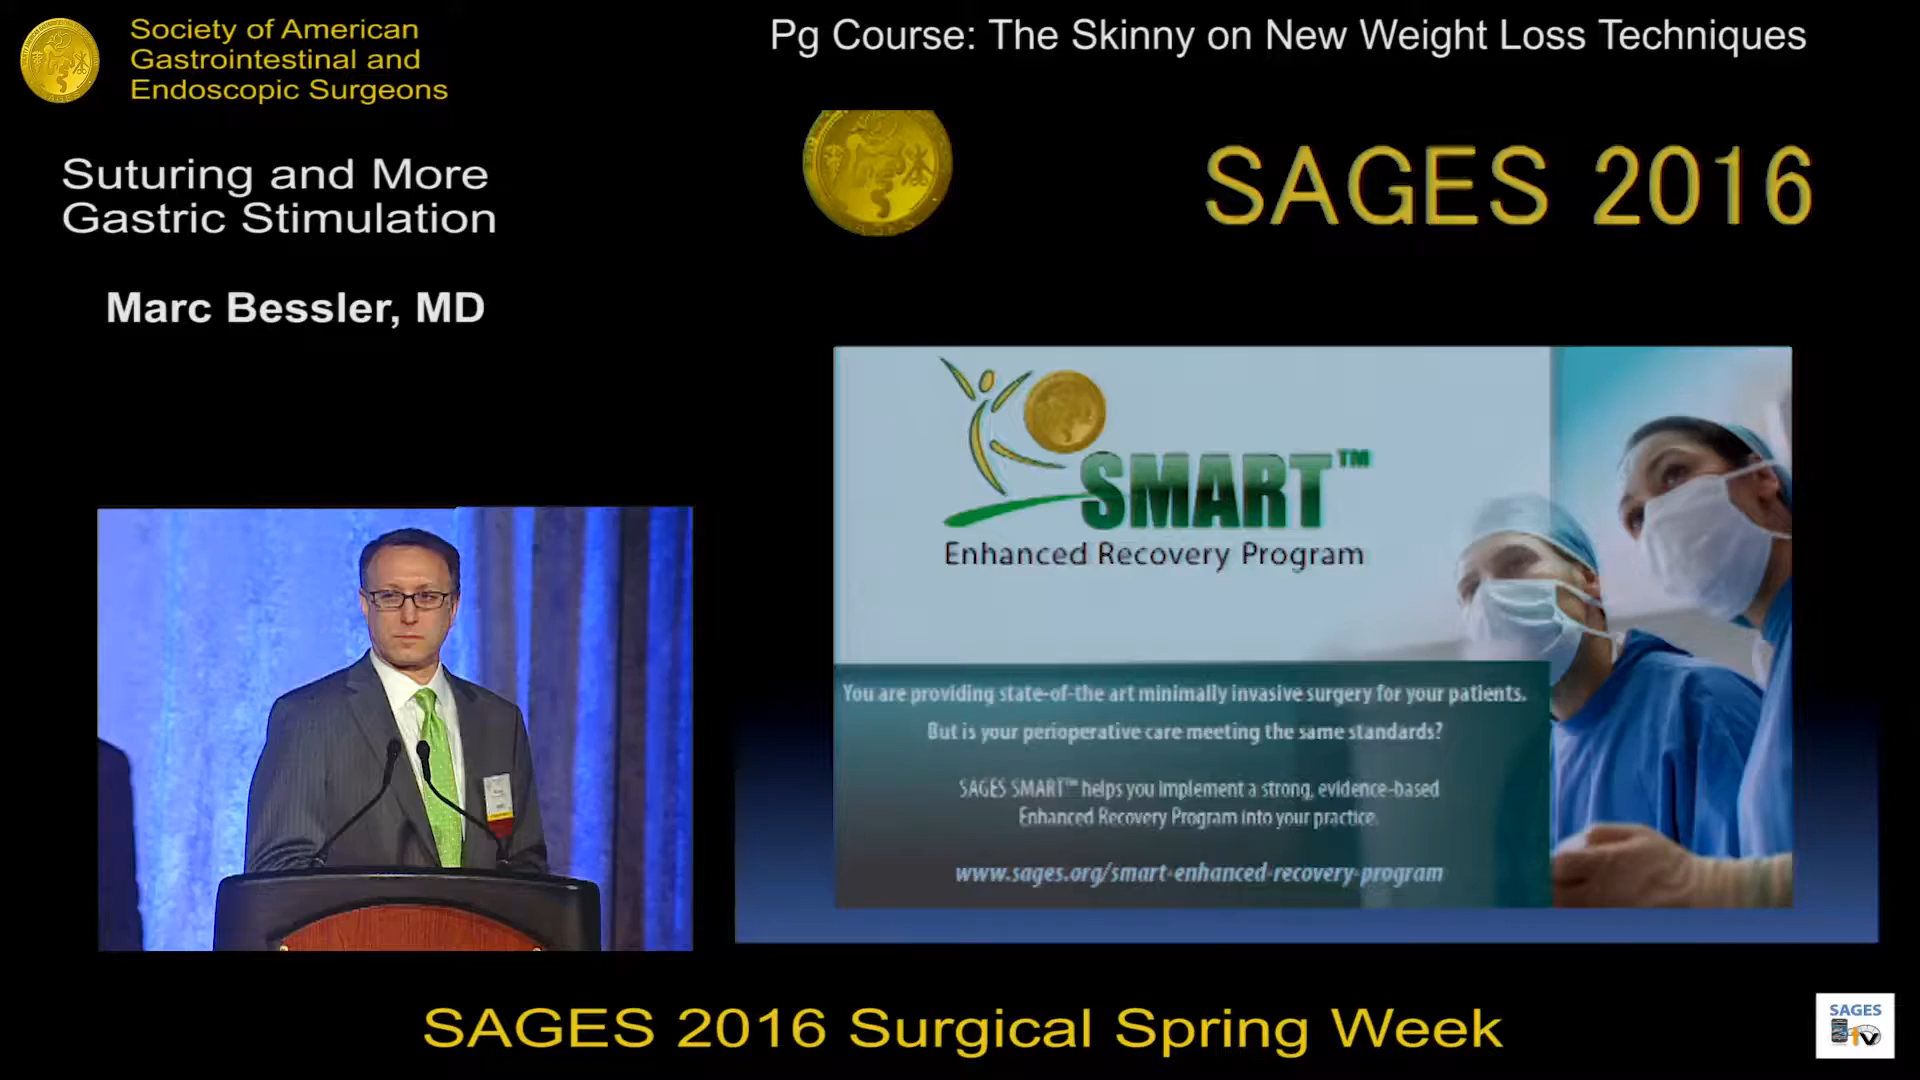 Society of American
Gastrointestinal and
Endoscopic Surgeons
Pg Course: The Skinny on New Weight Loss Techniques
Suturing and More
Gastric Stimulation
Marc Bessler, MD
SAGES 2016
SMART™
Enhanced Recovery Program
You are providing state-of-the art minimally invasive surgery for your patients.
But is your perioperative care meeting the same standards?
SAGES SMART™ helps you implement a strong, evidence-based
Enhanced Recovery Program into your practice.
www.sages.org/smart-enhanced-recovery-program
SAGES 2016 Surgical Spring Week
SAGES
TV